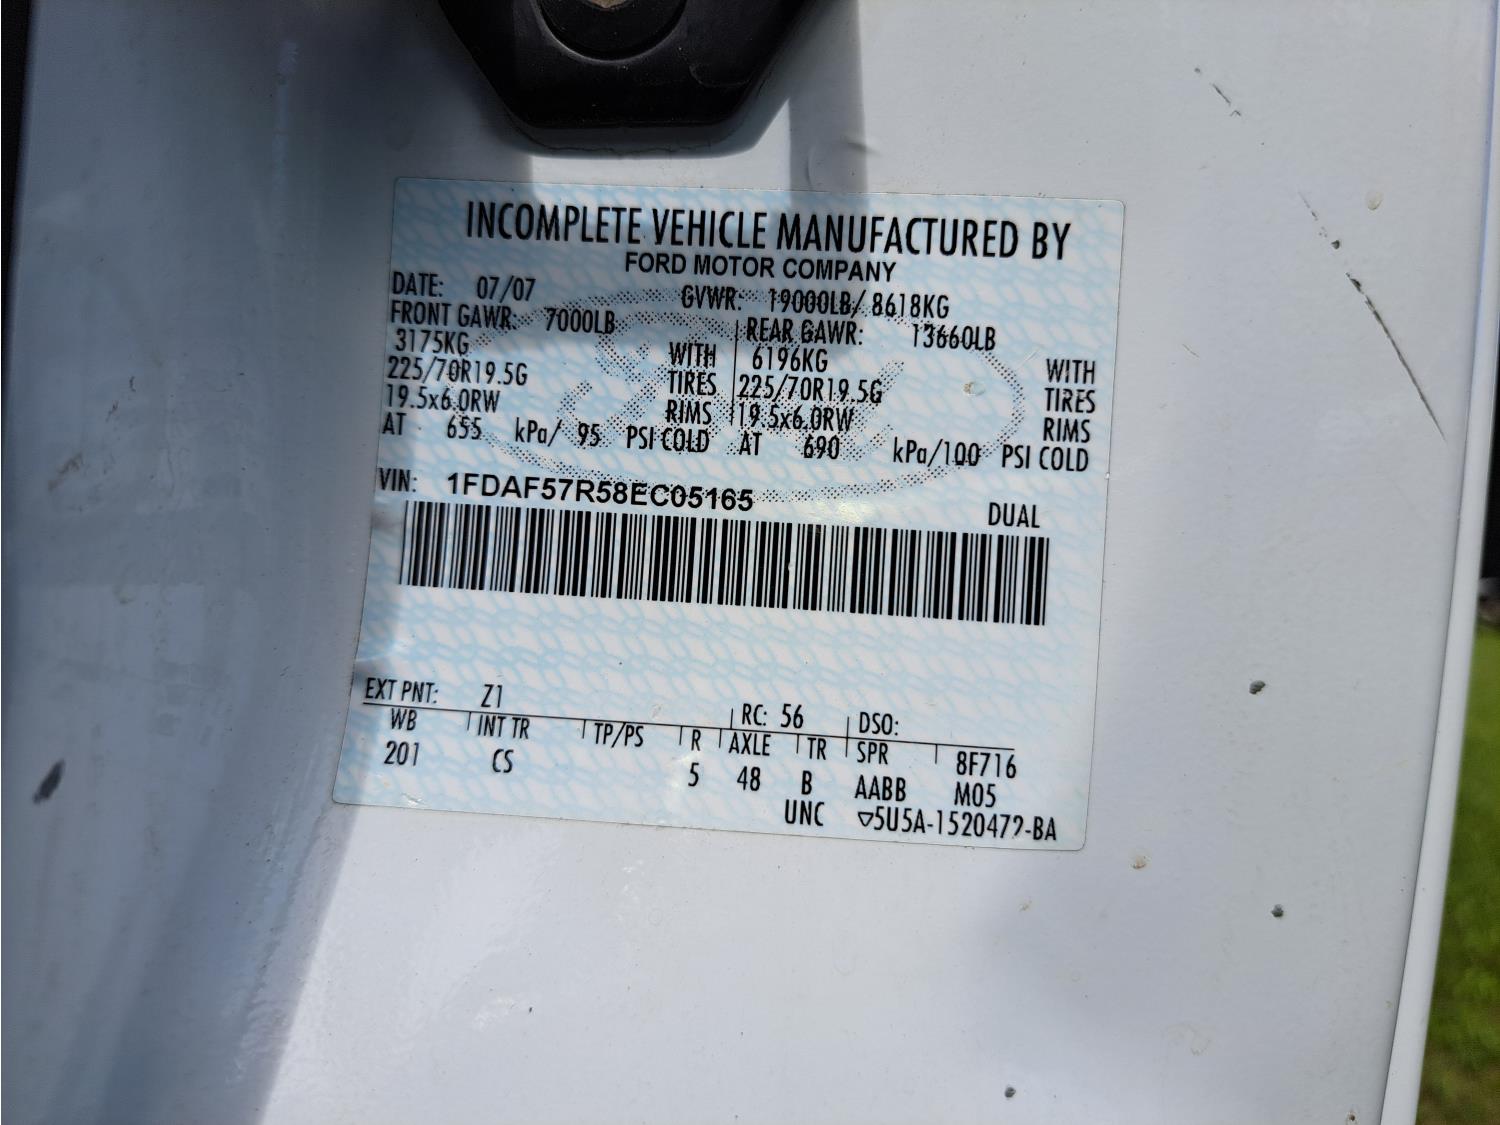 INCOMPLETE VEHICLE MANUFACTURED BY
FORD MOTOR COMPANY
DATE: 07/07 GVWR: 19000LB/ 8618KG
FRONT GAWR: 7000LB REAR GAWR: 13660LB
3175KG WITH 6196KG WITH
225/70R19.5G TIRES 225/70R19.5G TIRES
19.5x6.0RW RIMS 19.5x6.0RW RIMS
AT 655 kPa/ 95 PSI COLD AT 690 kPa/100 PSI COLD
VIN: 1FDAF57R58EC05165 DUAL
EXT PNT: Z1 RC: 56 DSO:
WB INT TR TP/PS R AXLE TR SPR 8F716
201 CS 5 48 B AABB M05
UNC ▽5U5A-1520472-BA